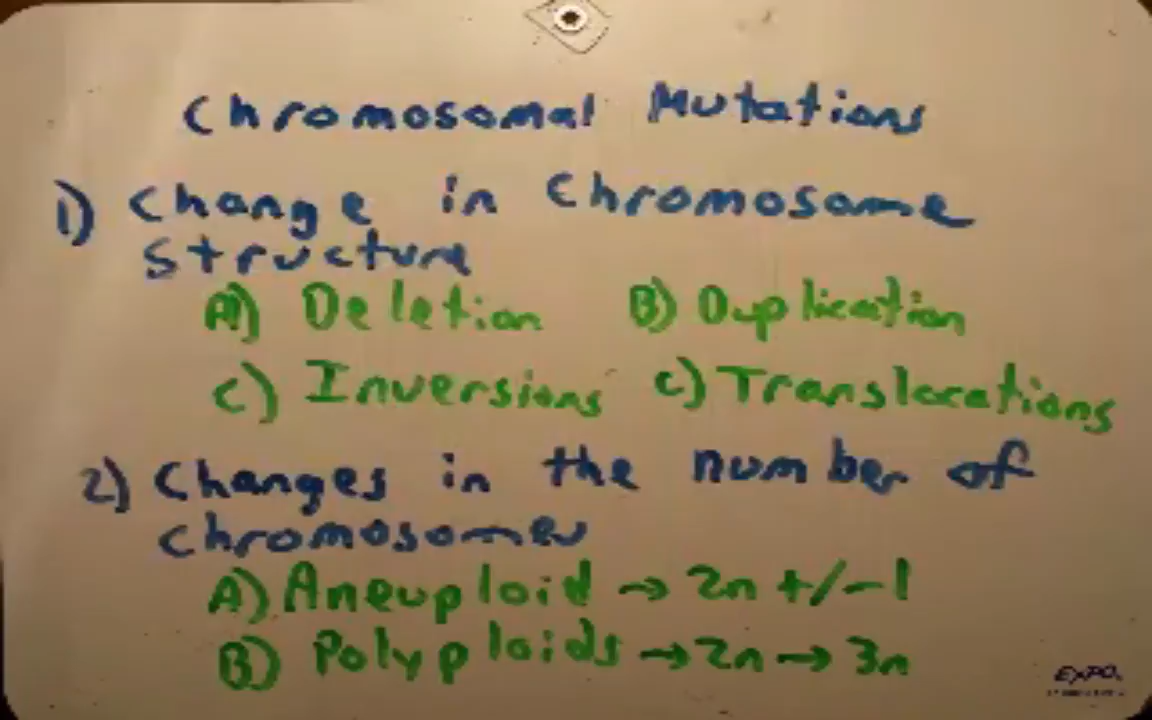 Chromosomal Mutations
1) Change in Chromosome
Structure
A) Deletion B) Duplication
C) Inversions C) Translocations
2) Changes in the number of
chromosomes
A) Aneuploid → 2n +/-1
B) Polyploids → 2n → 3n
EXPO